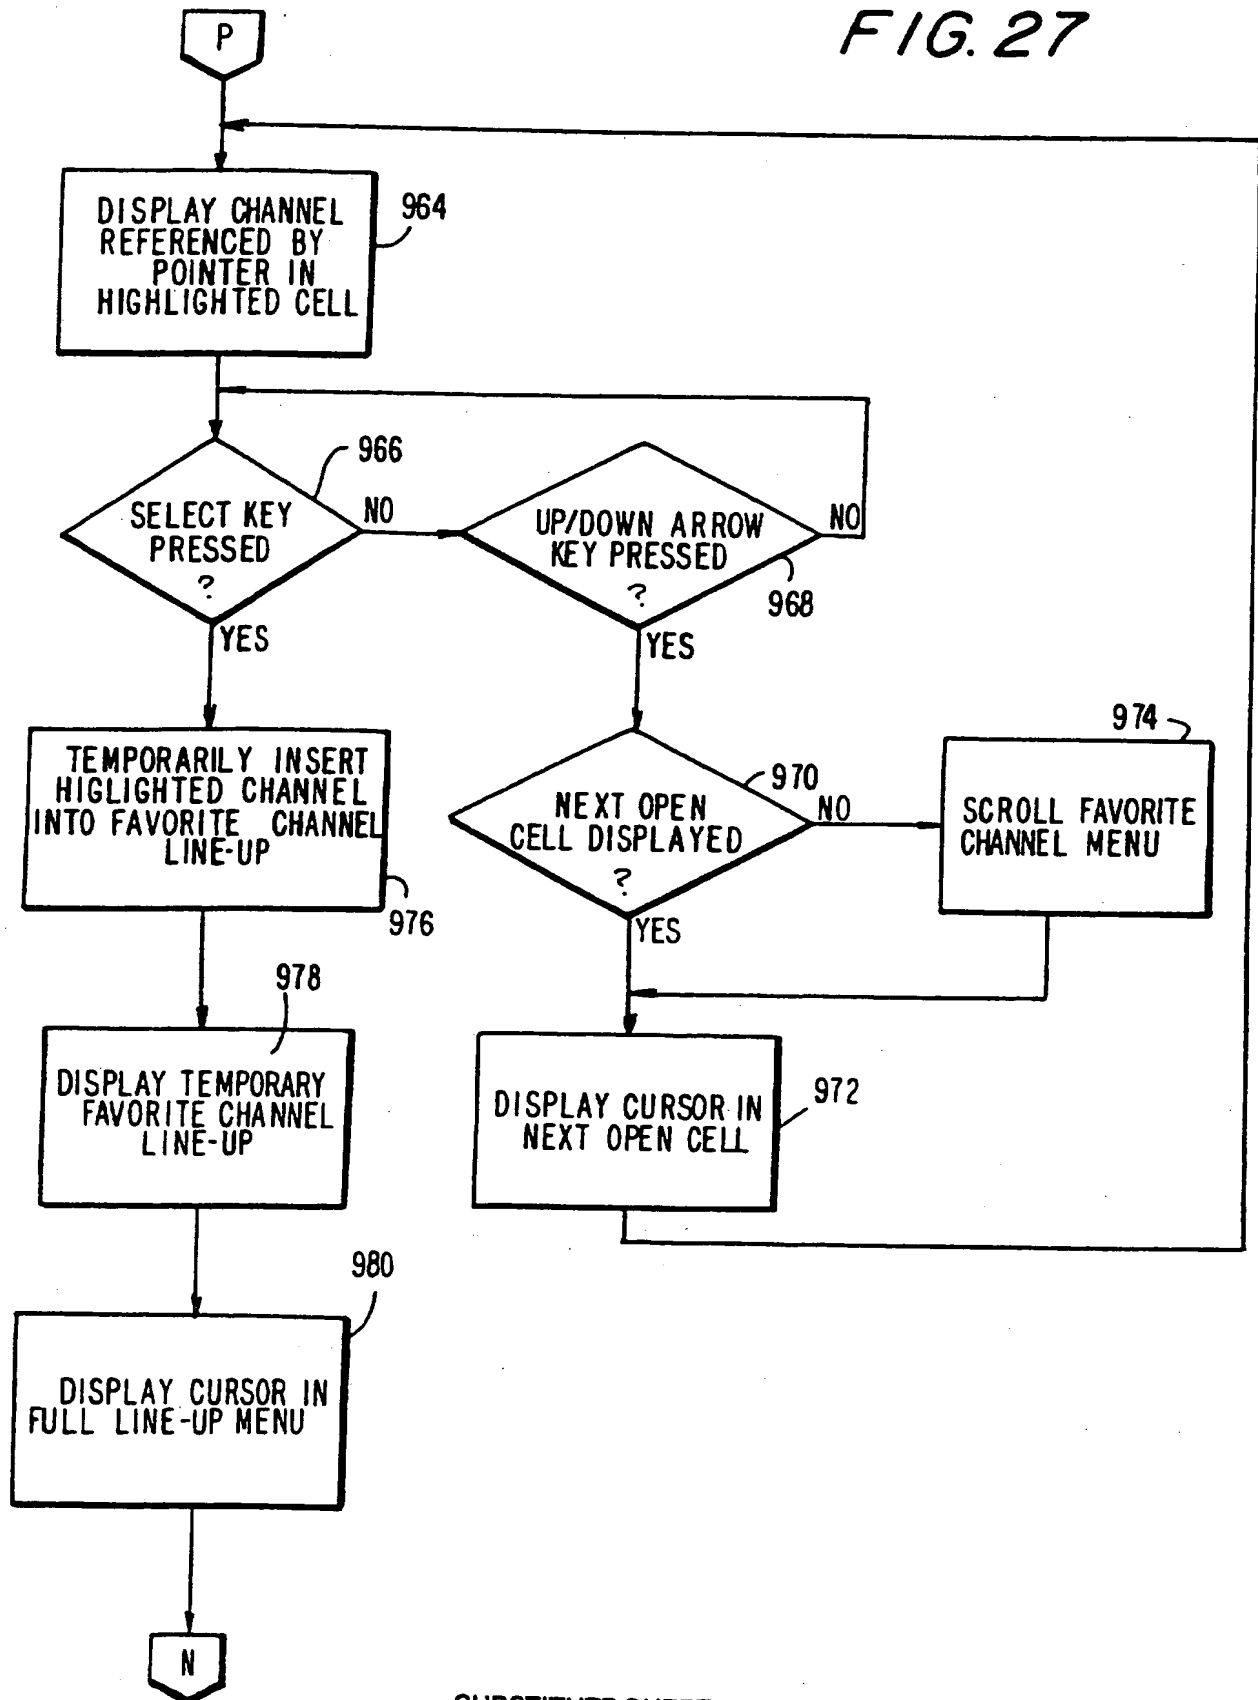 FIG. 27
P
DISPLAY CHANNEL
REFERENCED BY
POINTER IN
HIGHLIGHTED CELL
964
SELECT KEY
PRESSED
?
966
NO
YES
UP/DOWN ARROW
KEY PRESSED
?
968
NO
YES
TEMPORARILY INSERT
HIGLIGHTED CHANNEL
INTO FAVORITE CHANNEL
LINE-UP
976
NEXT OPEN
CELL DISPLAYED
?
970
NO
YES
974
SCROLL FAVORITE
CHANNEL MENU
978
DISPLAY TEMPORARY
FAVORITE CHANNEL
LINE-UP
DISPLAY CURSOR IN
NEXT OPEN CELL
972
980
DISPLAY CURSOR IN
FULL LINE-UP MENU
N